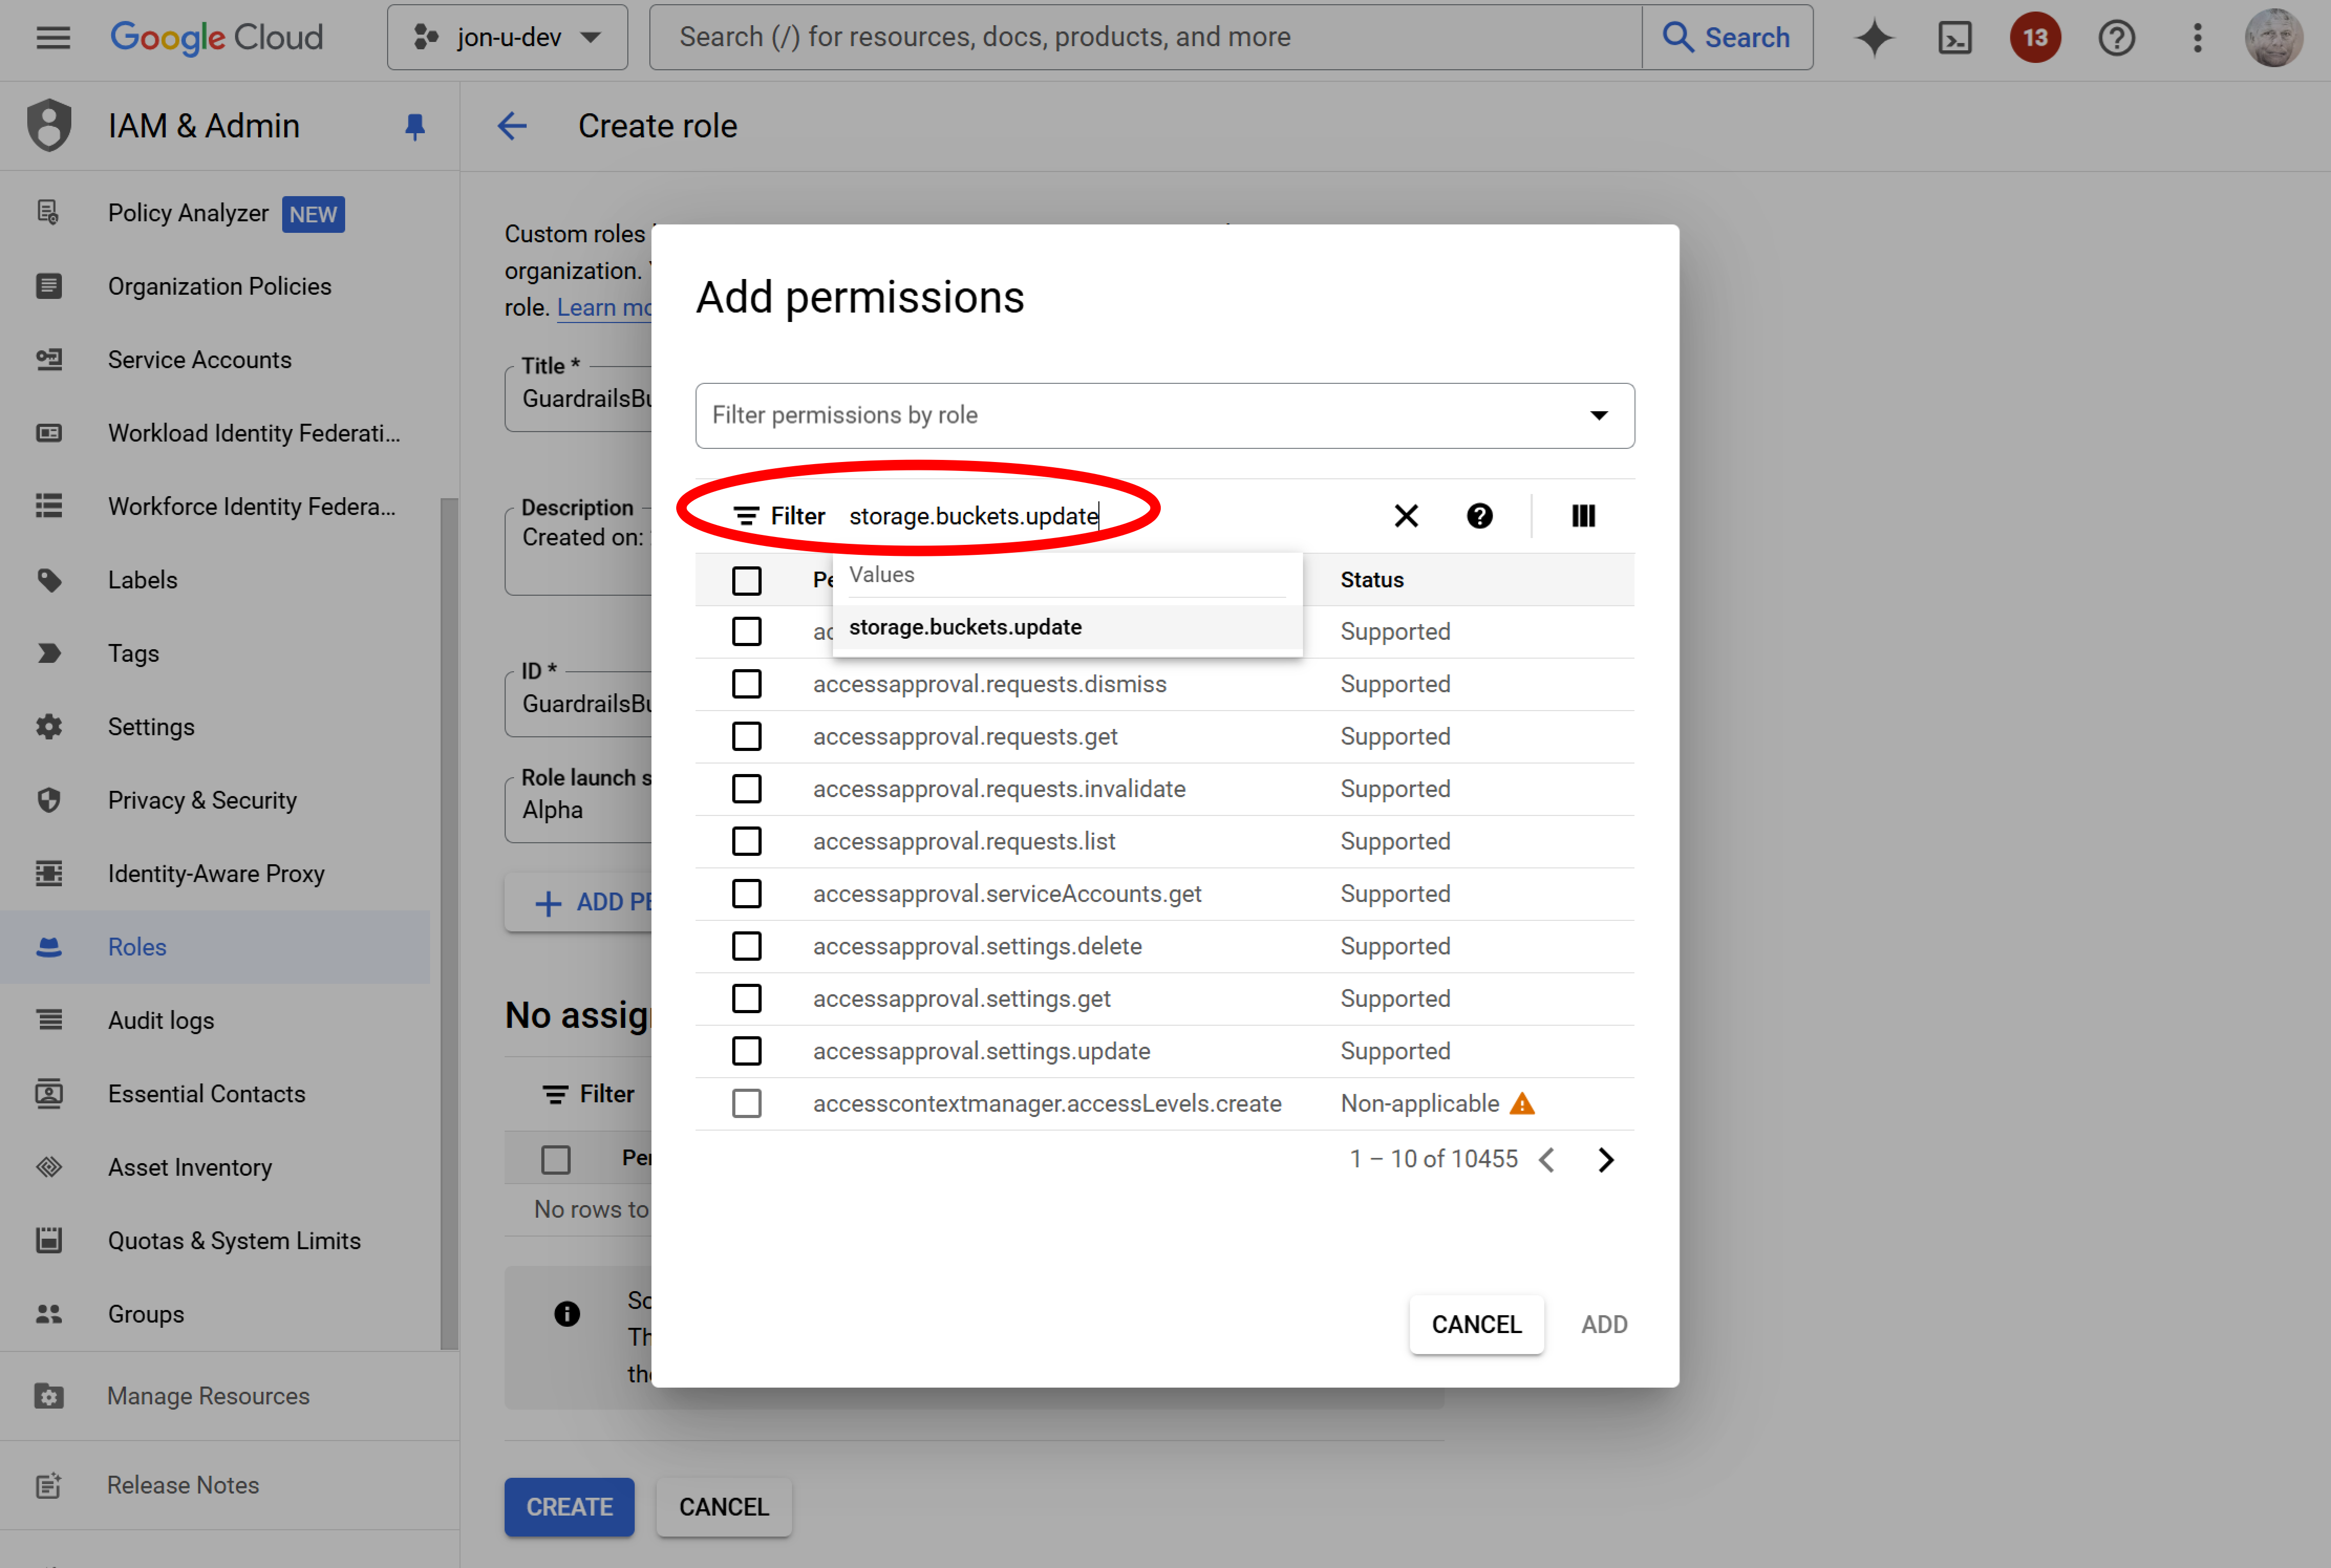 Google Cloud
jon-u-dev
Search (/) for resources, docs, products, and more
Search
13
IAM & Admin
Create role
Policy Analyzer NEW
Organization Policies
Service Accounts
Workload Identity Federati...
Workforce Identity Federa...
Labels
Tags
Settings
Privacy & Security
Identity-Aware Proxy
Roles
Audit logs
Essential Contacts
Asset Inventory
Quotas & System Limits
Groups
Manage Resources
Release Notes
Custom roles
organization.
role. Learn mo
Title *
GuardrailsBu
Description
Created on:
ID *
GuardrailsBu
Role launch s
Alpha
ADD PE
No assig
Filter
Per
No rows to
So
Th
the
CREATE
CANCEL
Add permissions
Filter permissions by role
Filter storage.buckets.update
Values
storage.buckets.update
Pe
Status
ac
Supported
accessapproval.requests.dismiss Supported
accessapproval.requests.get Supported
accessapproval.requests.invalidate Supported
accessapproval.requests.list Supported
accessapproval.serviceAccounts.get Supported
accessapproval.settings.delete Supported
accessapproval.settings.get Supported
accessapproval.settings.update Supported
accesscontextmanager.accessLevels.create Non-applicable
1 – 10 of 10455
CANCEL
ADD